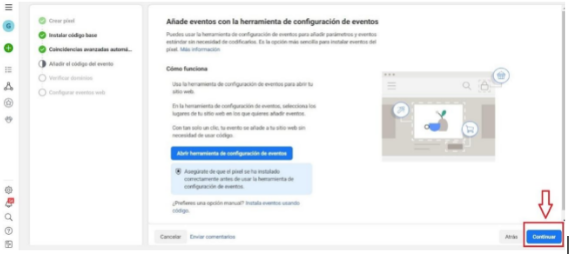 Crear píxel
Instalar código base
Coincidencias avanzadas automá...
Añadir el código del evento
Verificar dominios
Configurar eventos web
Añade eventos con la herramienta de configuración de eventos
Puedes usar la herramienta de configuración de eventos para añadir parámetros y eventos
estándar sin necesidad de codificarlos. Es la opción más sencilla para instalar eventos del
píxel. Más información
Cómo funciona
Usa la herramienta de configuración de eventos para abrir tu
sitio web.
En la herramienta de configuración de eventos, selecciona los
lugares de tu sitio web en los que quieres añadir eventos.
Con tan solo un clic, tu evento se añade a tu sitio web sin
necesidad de usar código.
Abrir herramienta de configuración de eventos
Asegúrate de que el píxel se ha instalado
correctamente antes de usar la herramienta de
configuración de eventos.
¿Prefieres una opción manual? Instala eventos usando
código.
Cancelar
Enviar comentarios
Atrás
Continuar